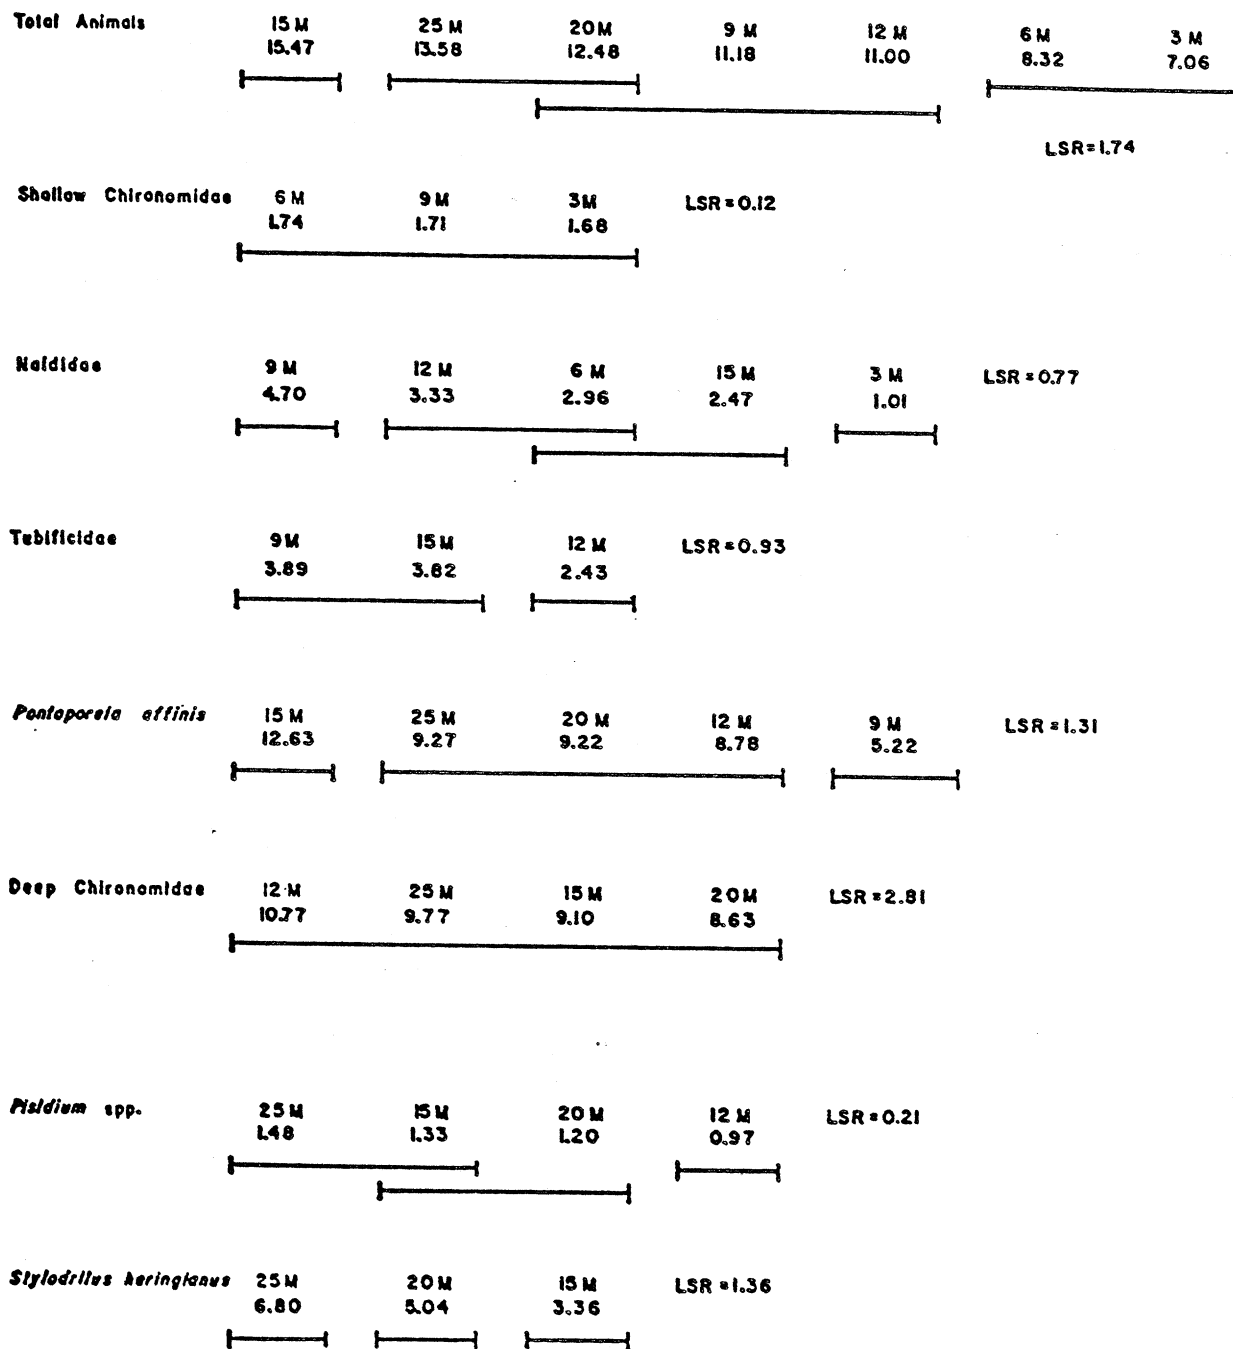 Total Animals 15 M 25 M 20 M 9 M 12 M 6 M 3 M
15.47 13.58 12.48 11.18 11.00 8.32 7.06
LSR=1.74
Shallow Chironomidae 6 M 9 M 3 M LSR=0.12
1.74 1.71 1.68
Naididae 9 M 12 M 6 M 15 M 3 M LSR=0.77
4.70 3.33 2.96 2.47 1.01
Tubificidae 9 M 15 M 12 M LSR=0.93
3.89 3.82 2.43
Pontoporeia affinis 15 M 25 M 20 M 12 M 9 M LSR=1.31
12.63 9.27 9.22 8.78 5.22
Deep Chironomidae 12 M 25 M 15 M 20 M LSR=2.81
10.77 9.77 9.10 8.63
Pisidium spp. 25 M 15 M 20 M 12 M LSR=0.21
1.48 1.33 1.20 0.97
Stylodrilus heringianus 25 M 20 M 15 M LSR=1.36
6.80 5.04 3.36